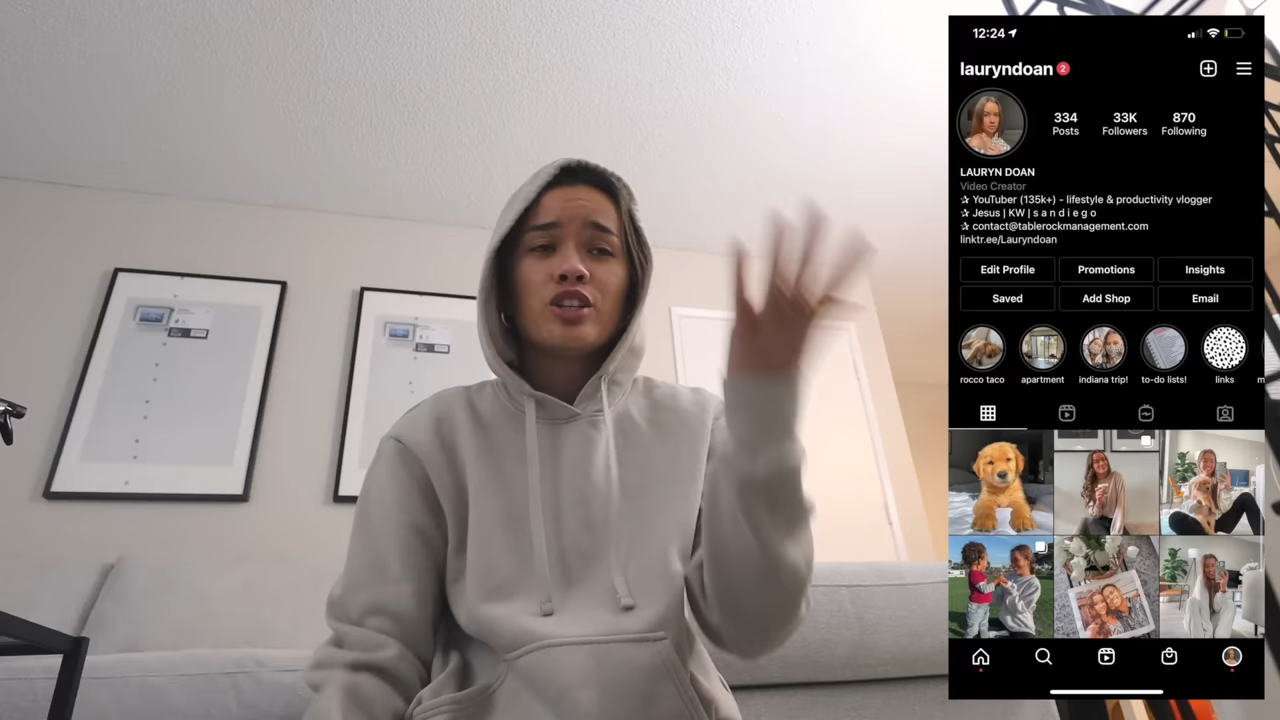 12:24
lauryndoan 2
334
Posts
33K
Followers
870
Following
LAURYN DOAN
Video Creator
✰ YouTuber (135k+) - lifestyle & productivity vlogger
✰ Jesus | KW | s a n d i e g o
✰ contact@tablerockmanagement.com
linktr.ee/Lauryndoan
Edit Profile
Promotions
Insights
Saved
Add Shop
Email
rocco taco
apartment
indiana trip!
to-do lists!
links
m